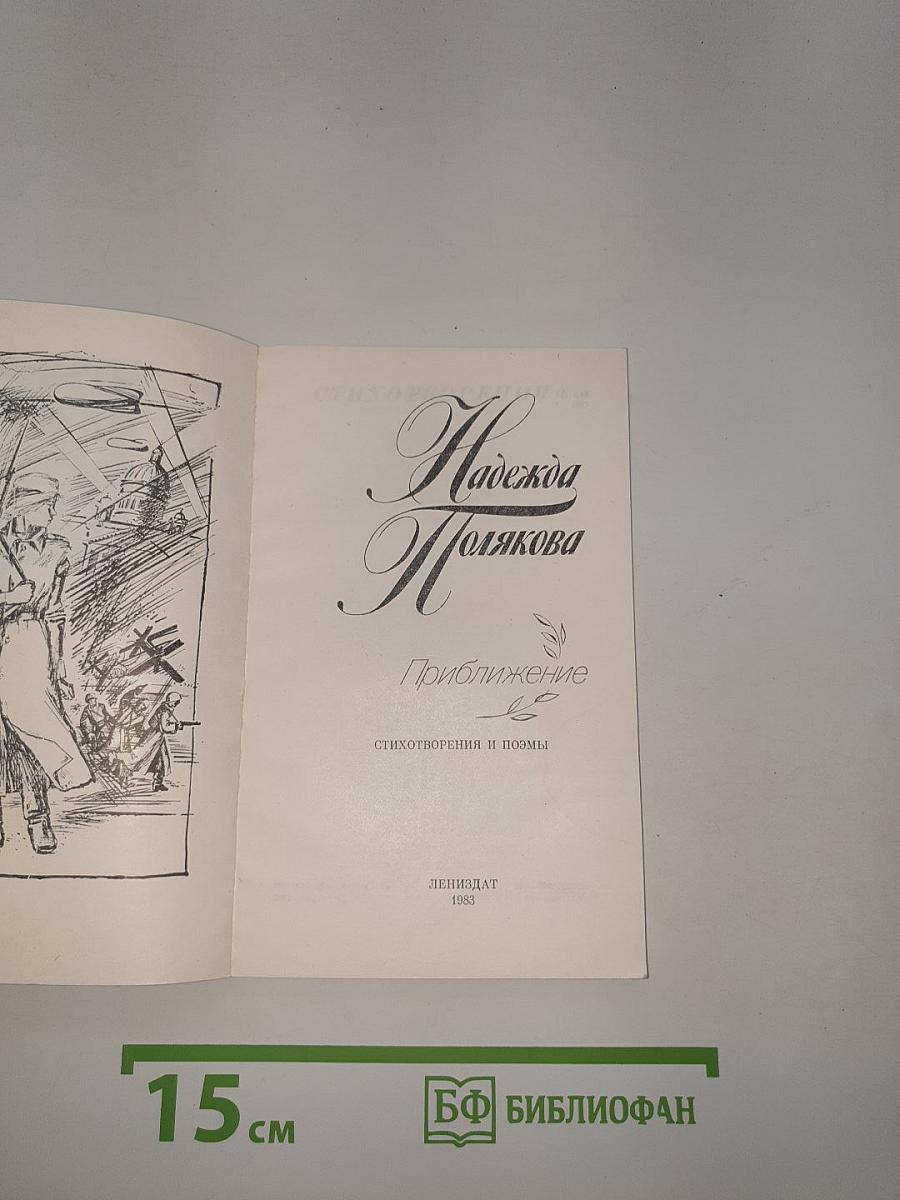 Надежда
Полякова
Приближение
СТИХОТВОРЕНИЯ И ПОЭМЫ
ЛЕНИЗДАТ
1983
15 см
БФ БИБЛИОФАН